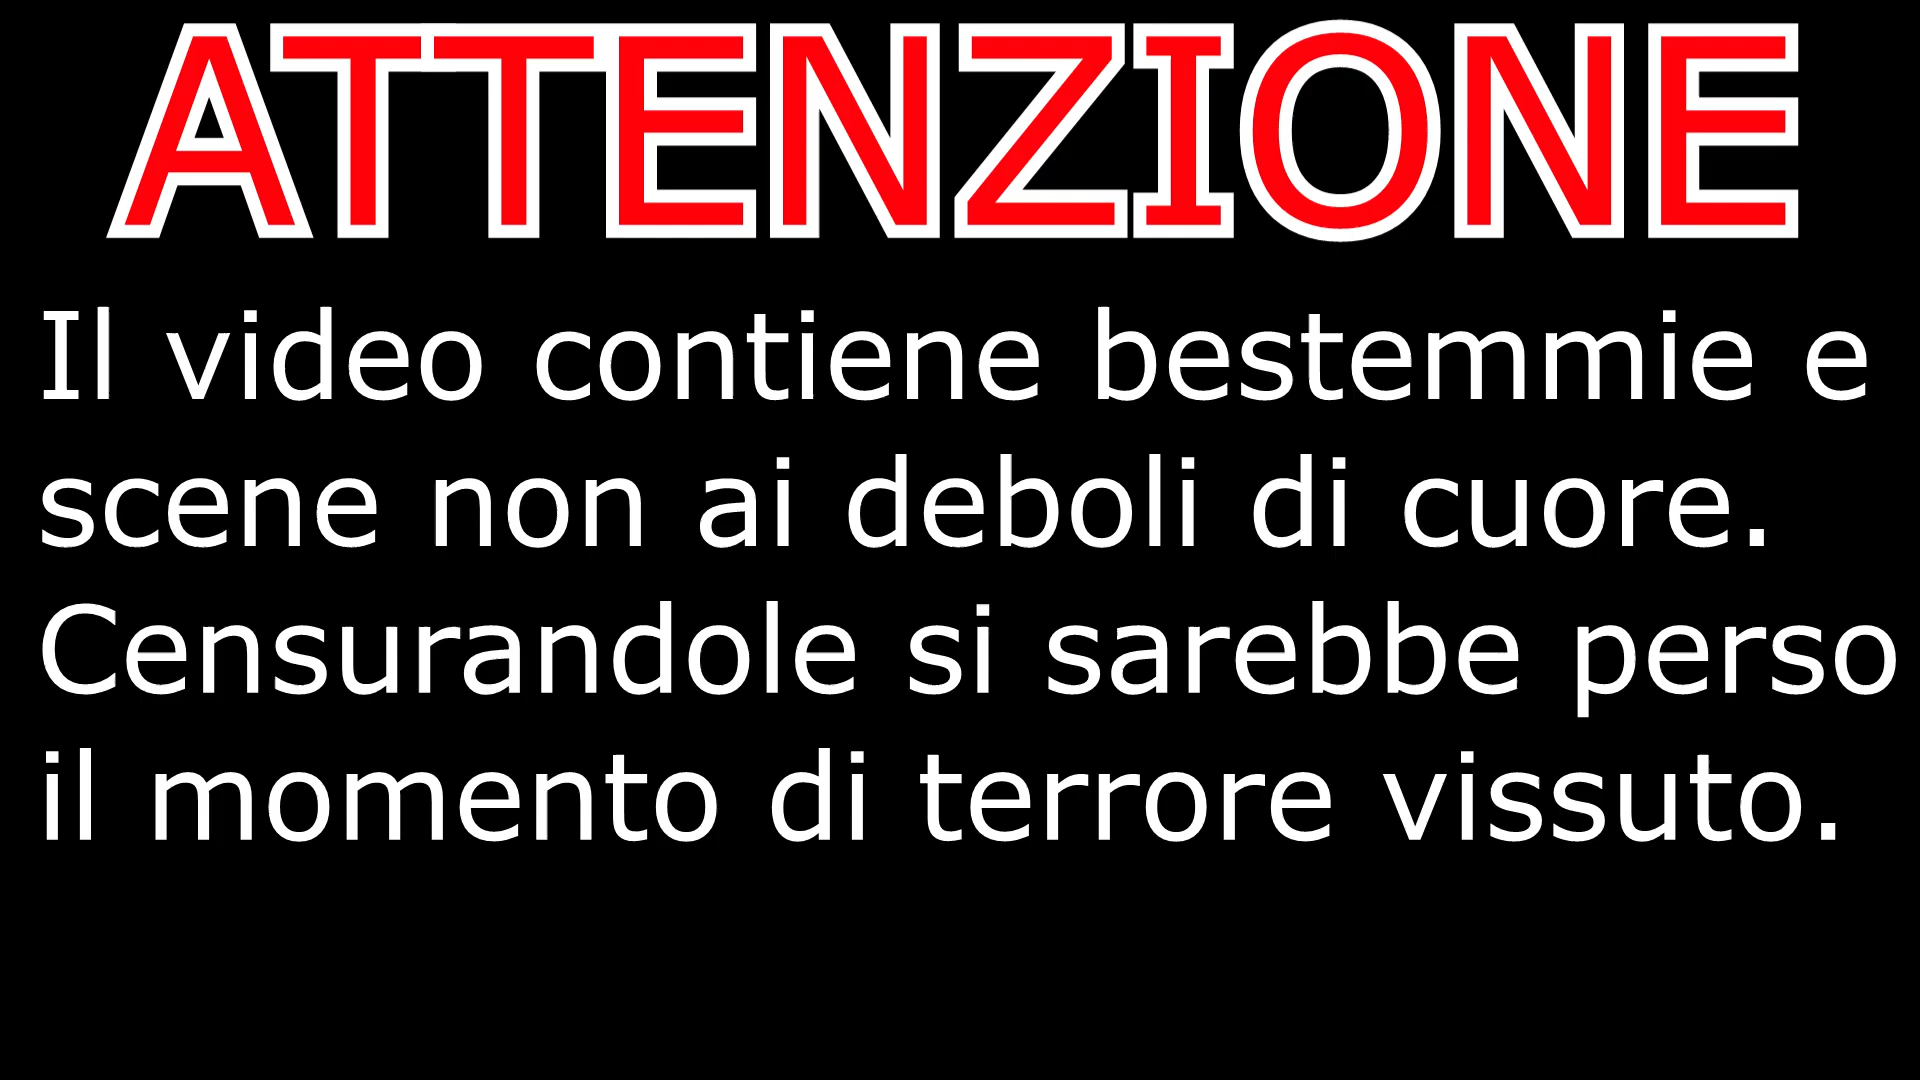 ATTENZIONE
Il video contiene bestemmie e
scene non ai deboli di cuore.
Censurandole si sarebbe perso
il momento di terrore vissuto.